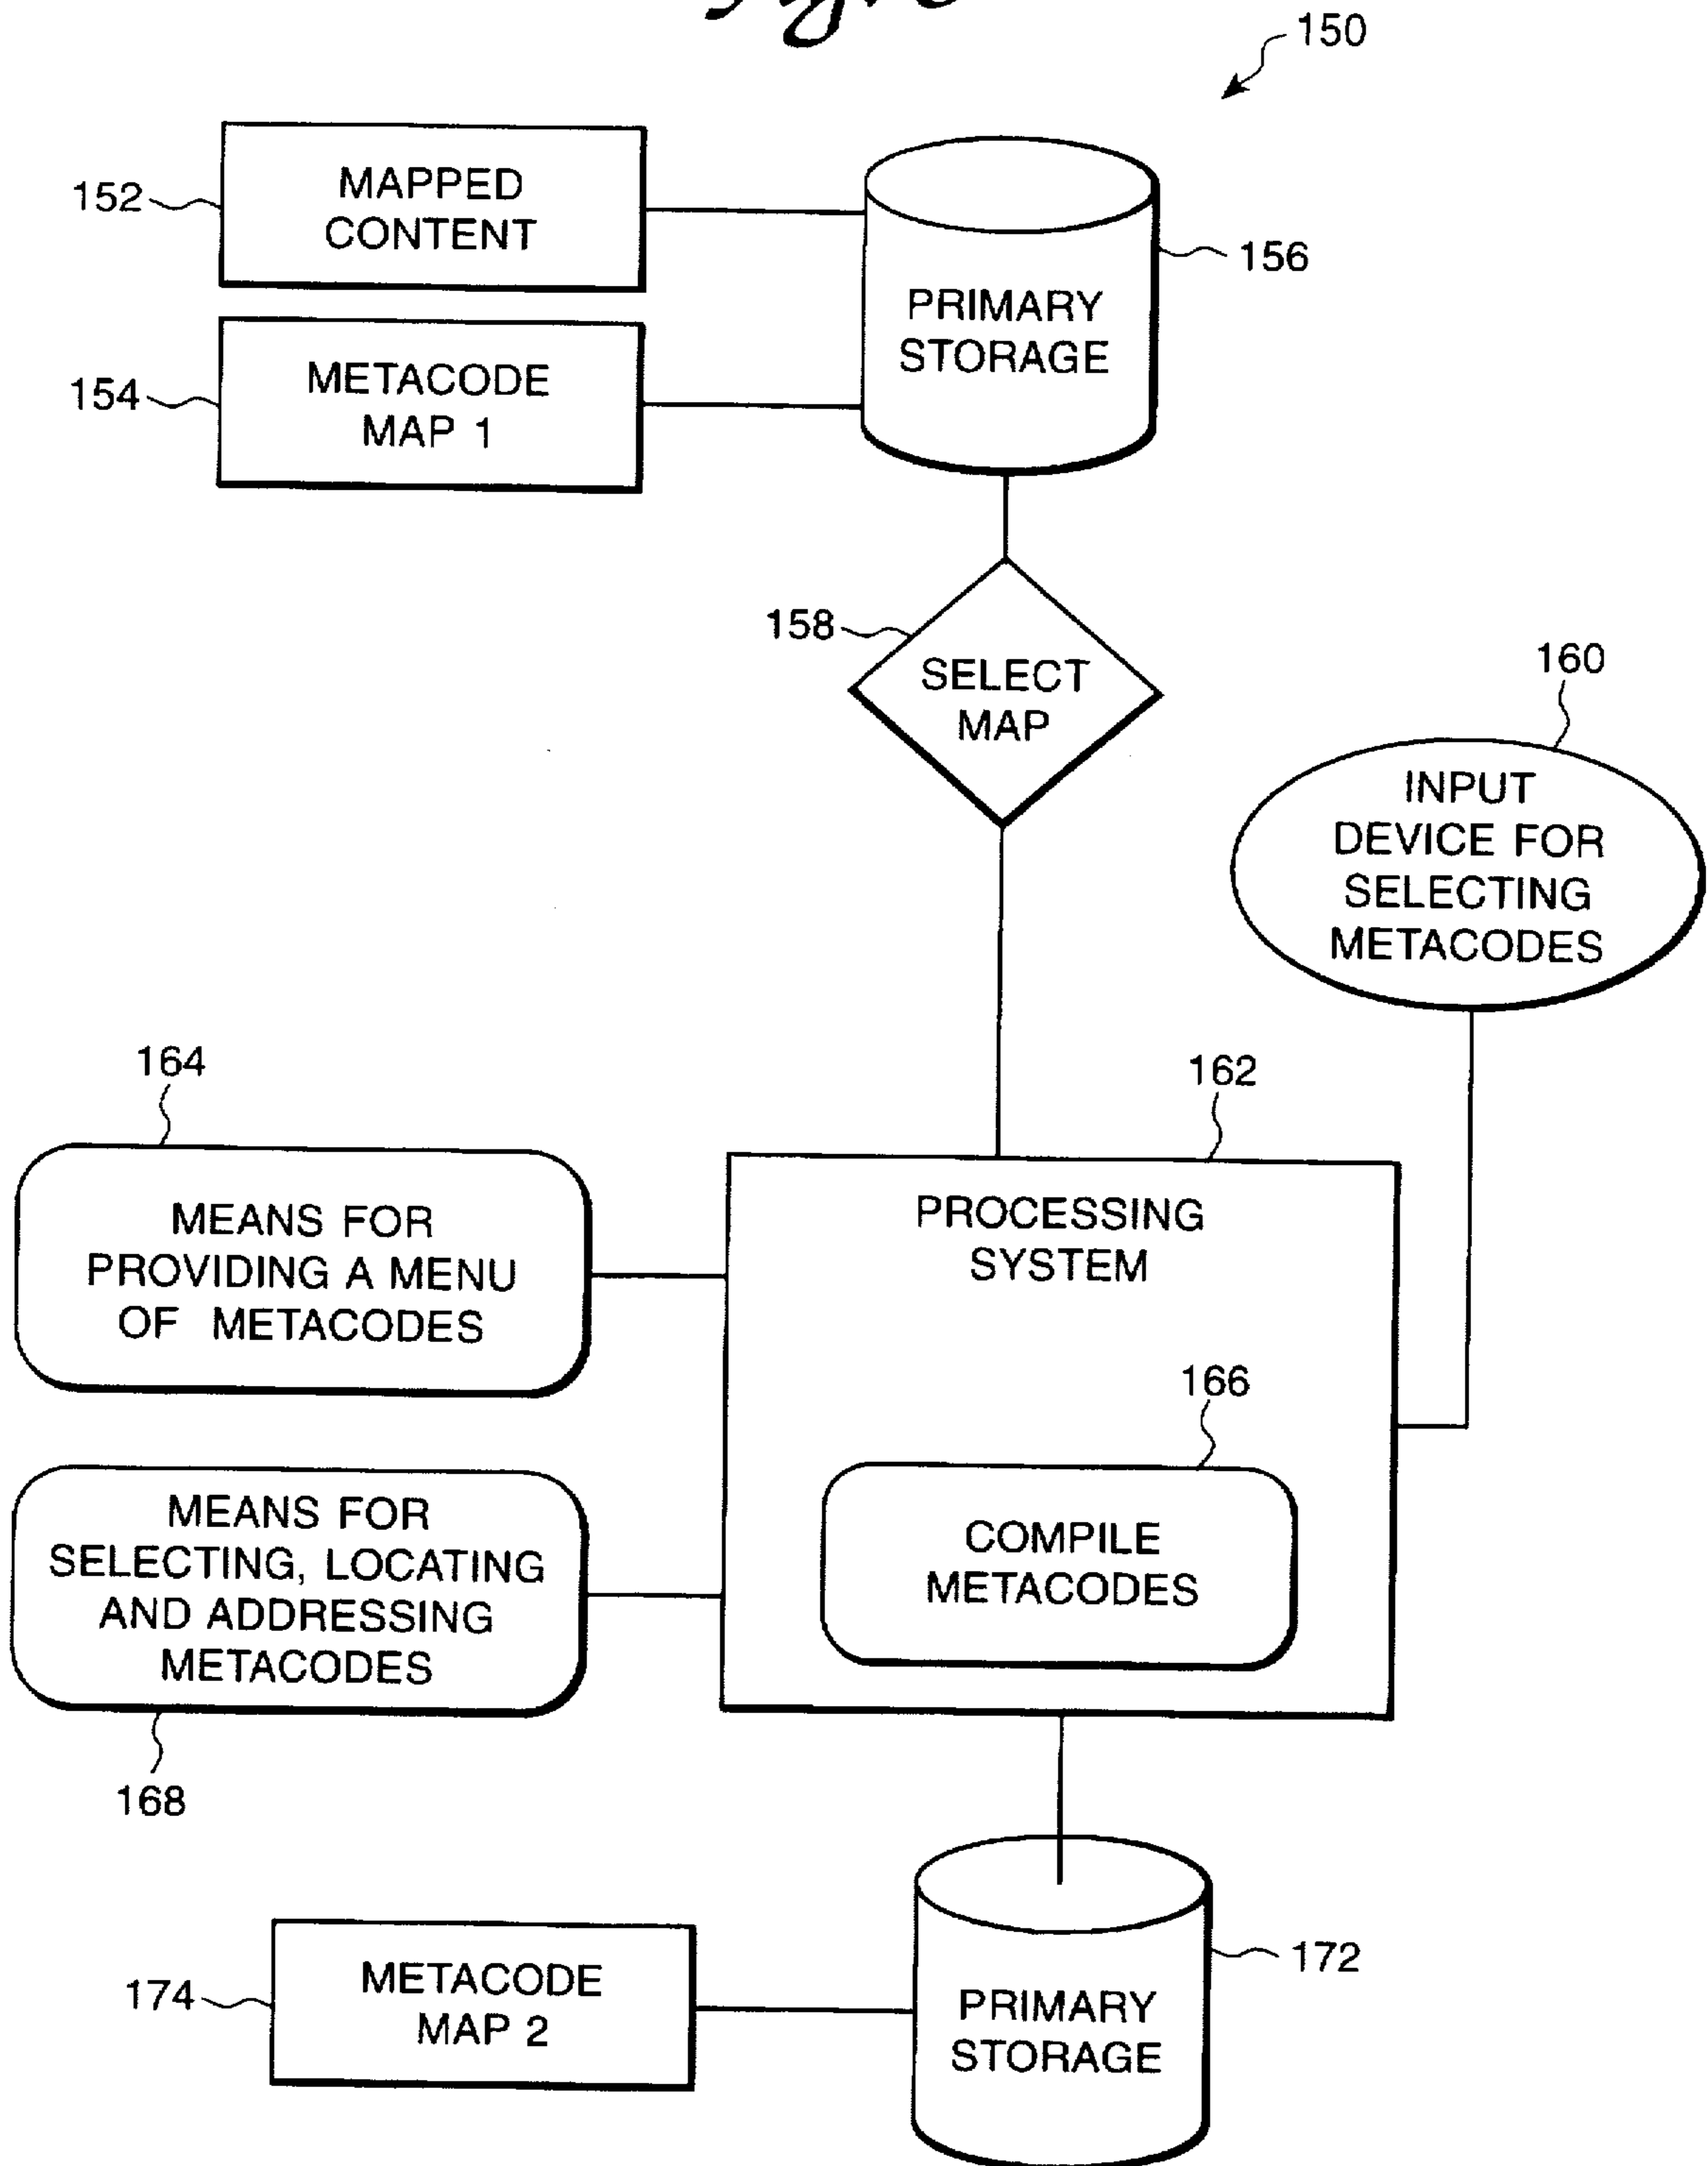 150
MAPPED
CONTENT
152
156
PRIMARY
STORAGE
METACODE
MAP 1
154
158
SELECT
MAP
160
INPUT
DEVICE FOR
SELECTING
METACODES
164
162
MEANS FOR
PROVIDING A MENU
OF METACODES
PROCESSING
SYSTEM
166
MEANS FOR
SELECTING, LOCATING
AND ADDRESSING
METACODES
COMPILE
METACODES
168
172
METACODE
MAP 2
174
PRIMARY
STORAGE